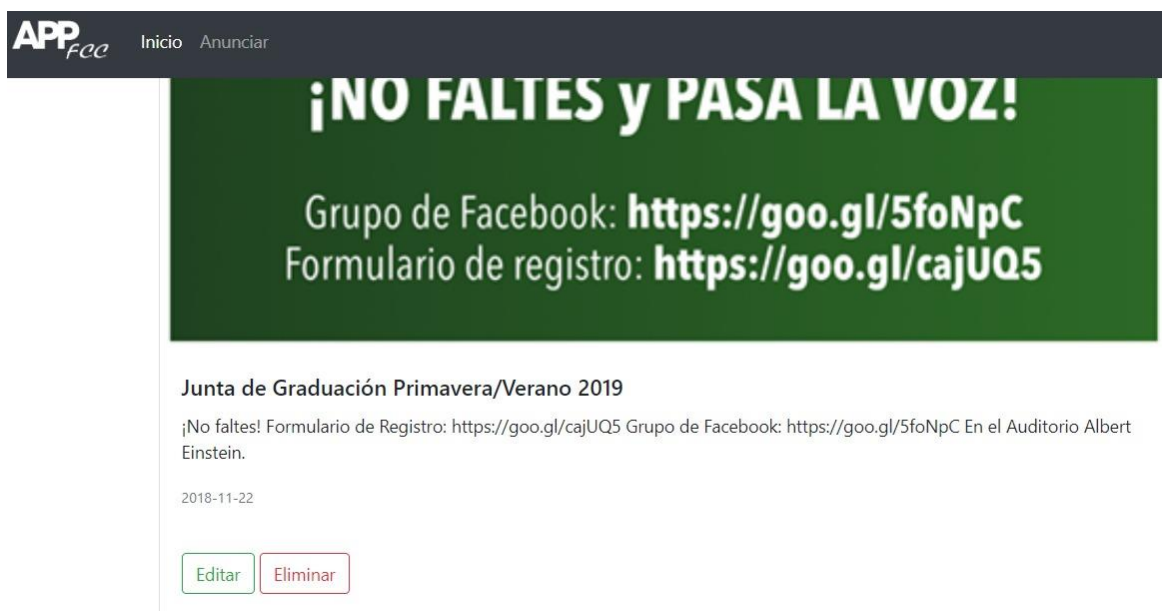 APP FCC Inicio Anunciar
¡NO FALTES y PASA LA VOZ!
Grupo de Facebook: https://goo.gl/5foNpC
Formulario de registro: https://goo.gl/cajUQ5
Junta de Graduación Primavera/Verano 2019
¡No faltes! Formulario de Registro: https://goo.gl/cajUQ5 Grupo de Facebook: https://goo.gl/5foNpC En el Auditorio Albert
Einstein.
2018-11-22
Editar Eliminar